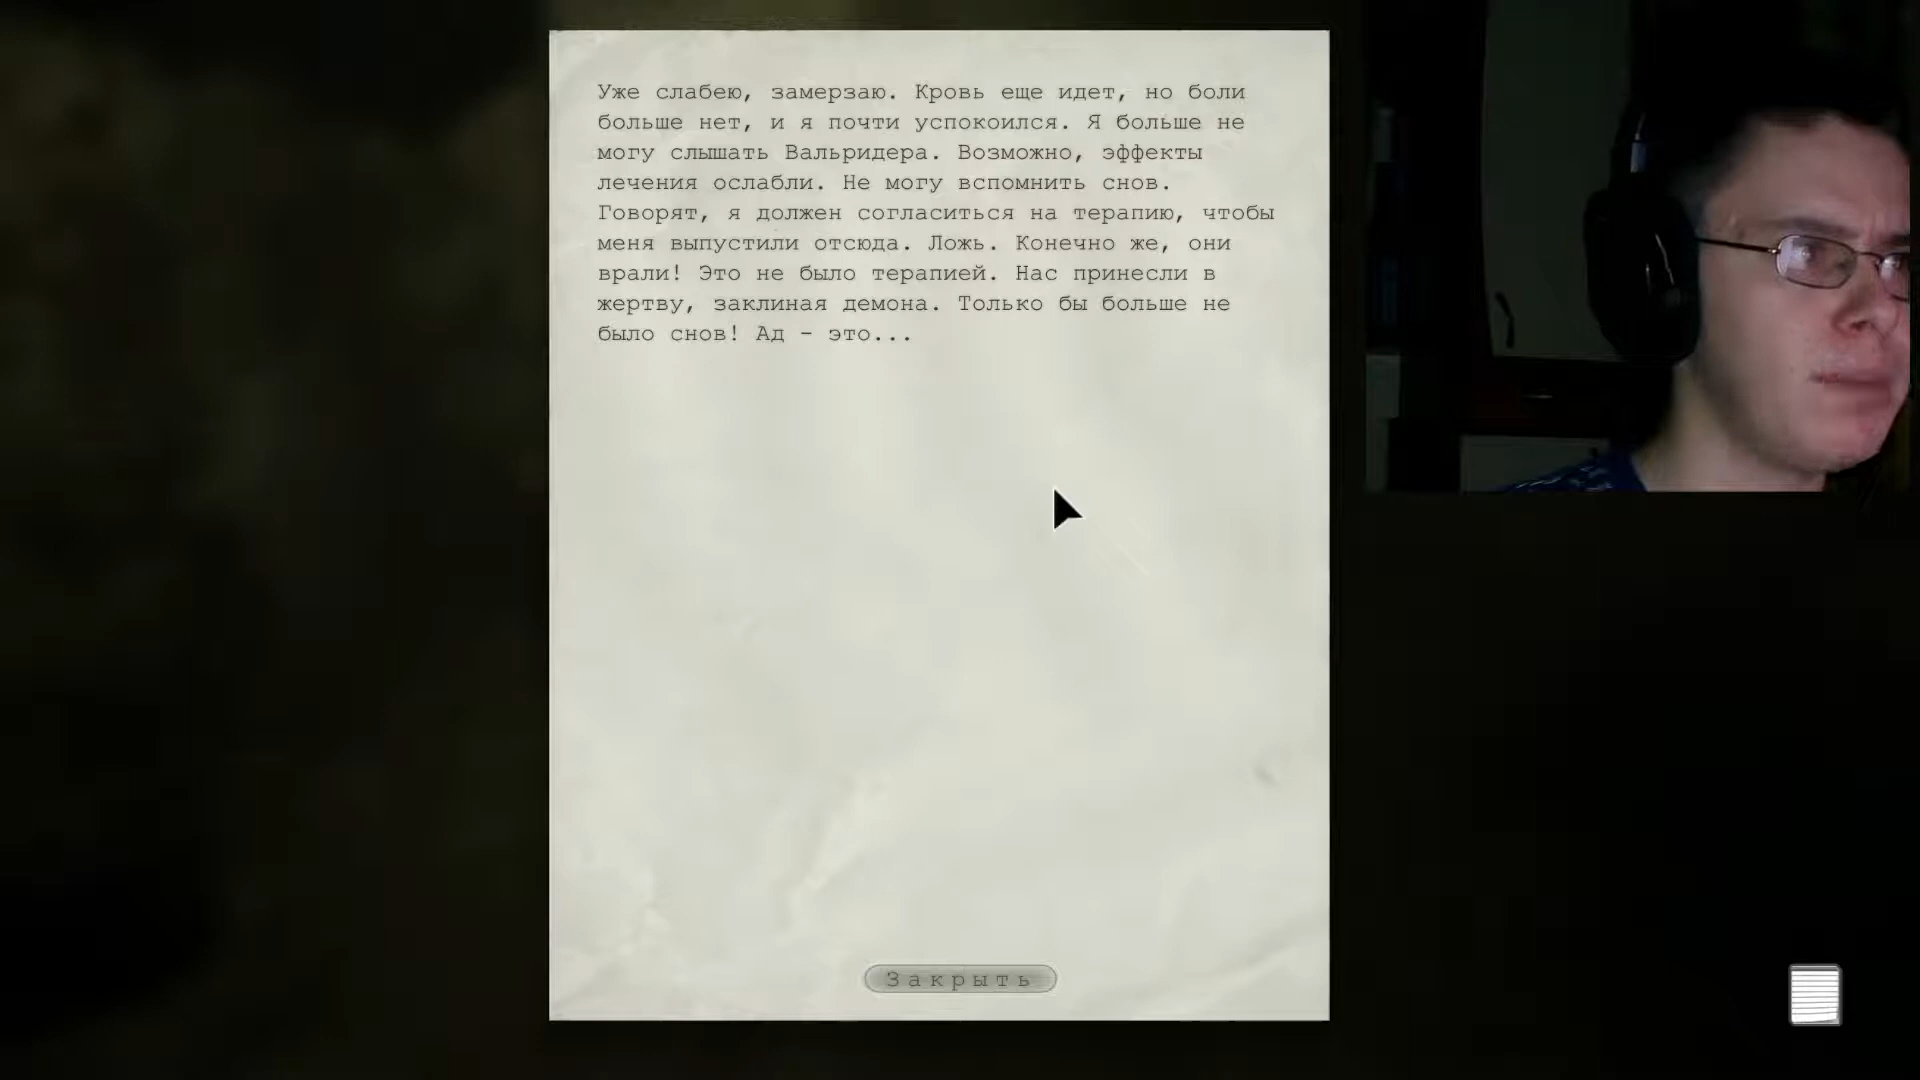 Уже слабею, замерзаю. Кровь еще идет, но боли
больше нет, и я почти успокоился. Я больше не
могу слышать Вальридера. Возможно, эффекты
лечения ослабли. Не могу вспомнить снов.
Говорят, я должен согласиться на терапию, чтобы
меня выпустили отсюда. Ложь. Конечно же, они
врали! Это не было терапией. Нас принесли в
жертву, заклиная демона. Только бы больше не
было снов! Ад - это...
Закрыть